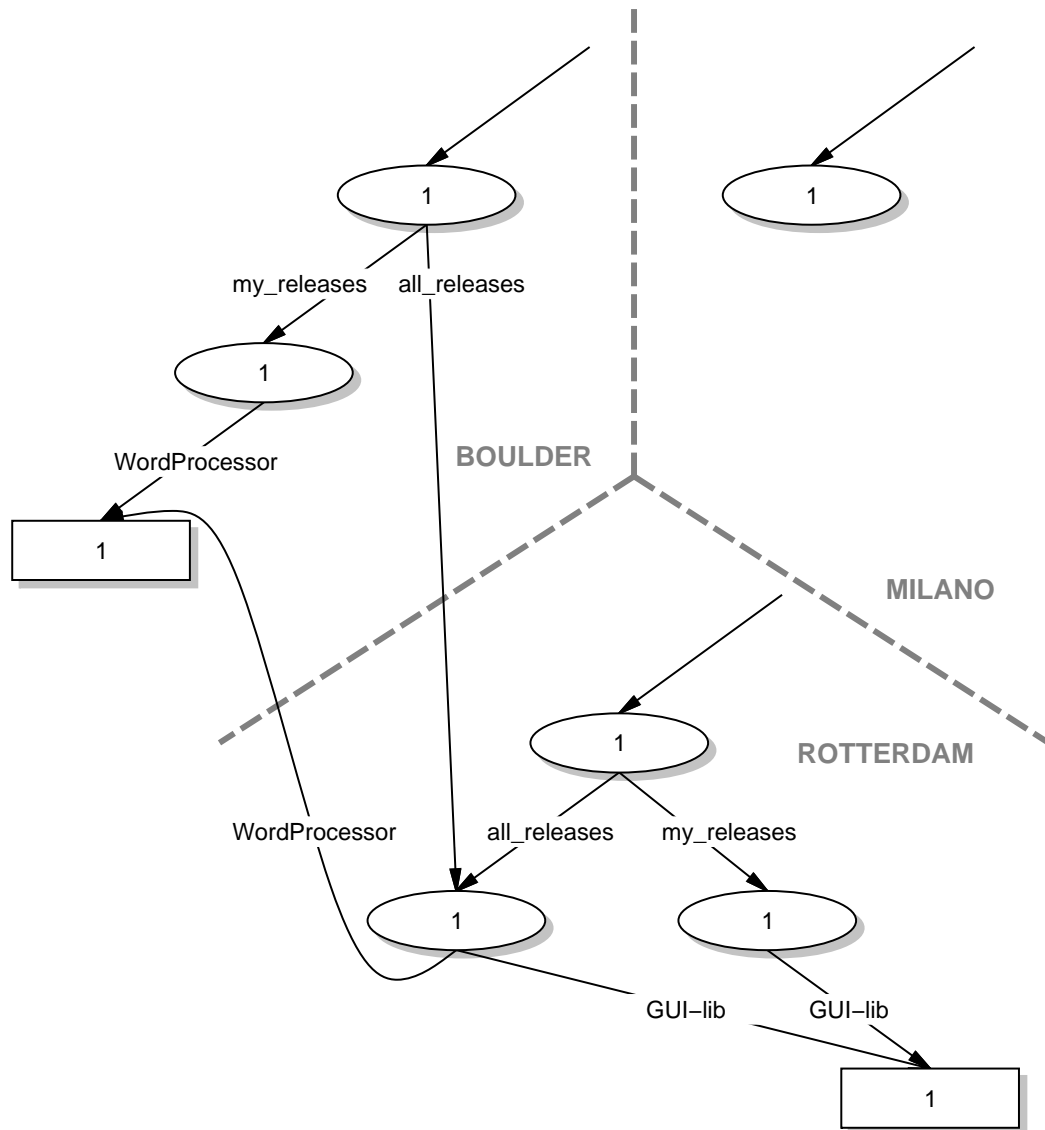 1
1
my_releases
all_releases
1
WordProcessor
BOULDER
1
MILANO
1
ROTTERDAM
WordProcessor
all_releases
my_releases
1
1
GUI−lib
GUI−lib
1